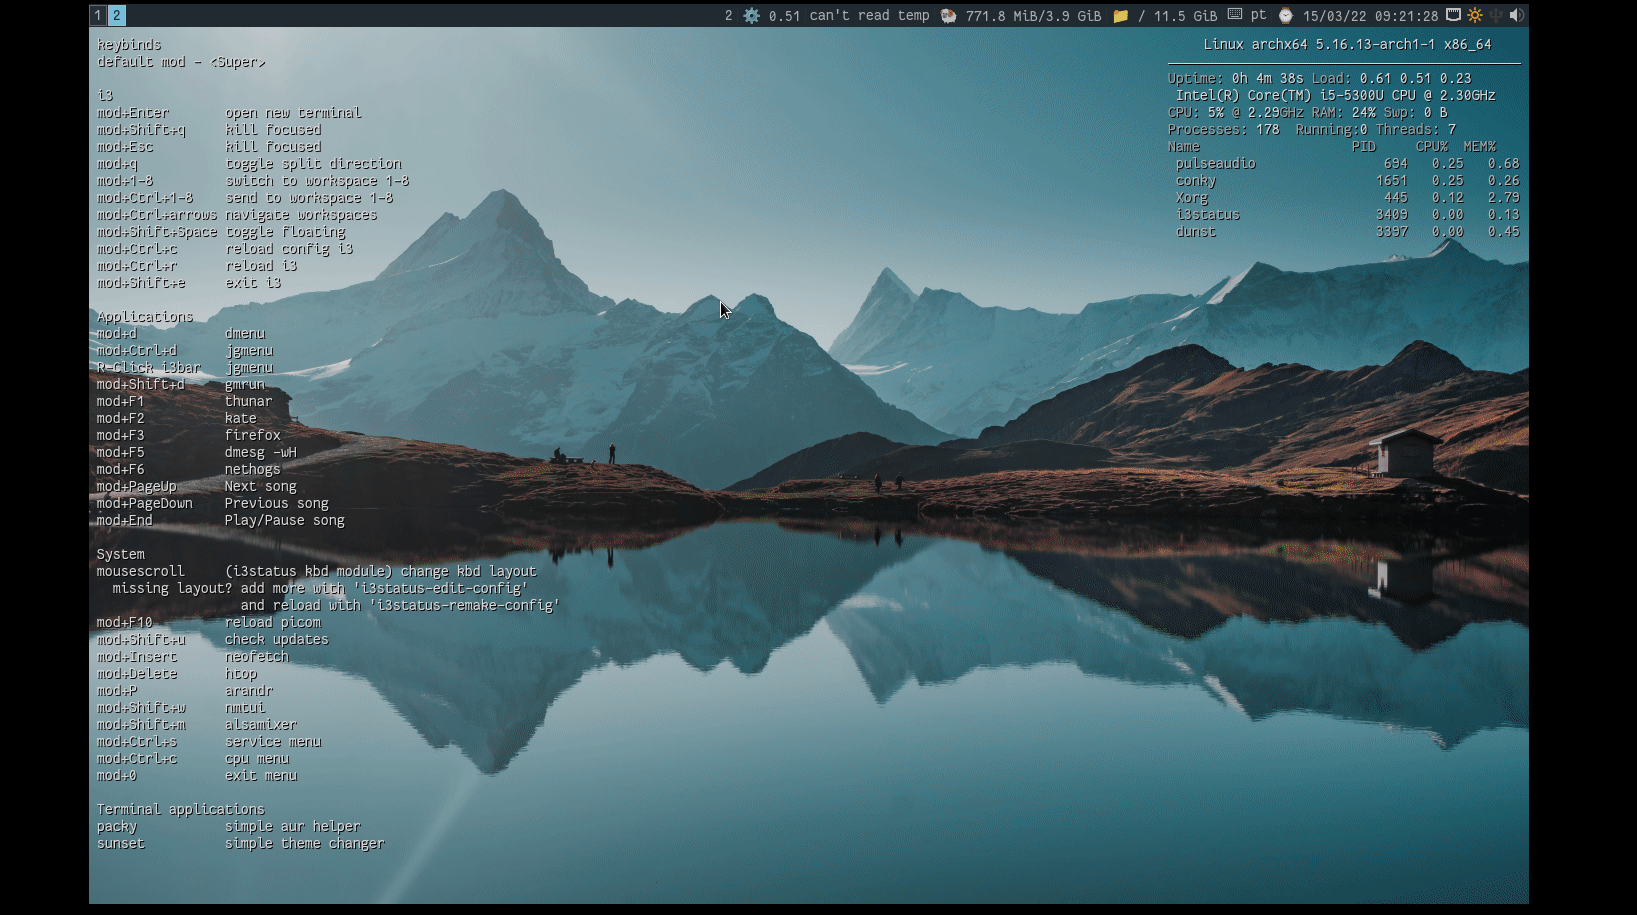 1 2
2 0.51 can't read temp 771.8 MiB/3.9 GiB / 11.5 GiB pt 15/03/22 09:21:28
keybinds
default mod - <Super>
i3
mod+Enter open new terminal
mod+Shift+q kill focused
mod+Esc kill focused
mod+q toggle split direction
mod+1-8 switch to workspace 1-8
mod+Ctrl+1-8 send to workspace 1-8
mod+Ctrl+arrows navigate workspaces
mod+Shift+Space toggle floating
mod+Ctrl+c reload config i3
mod+Ctrl+r reload i3
mod+Shift+e exit i3
Applications
mod+d dmenu
mod+Ctrl+d jgmenu
R-Click i3bar jgmenu
mod+Shift+d gmrun
mod+F1 thunar
mod+F2 kate
mod+F3 firefox
mod+F5 dmesg -wH
mod+F6 nethogs
mod+PageUp Next song
mod+PageDown Previous song
mod+End Play/Pause song
System
mousescroll (i3status kbd module) change kbd layout
missing layout? add more with 'i3status-edit-config'
and reload with 'i3status-remake-config'
mod+F10 reload picom
mod+Shift+u check updates
mod+Insert neofetch
mod+Delete htop
mod+P arandr
mod+Shift+w nmtui
mod+Shift+m alsamixer
mod+Ctrl+s service menu
mod+Ctrl+c cpu menu
mod+0 exit menu
Terminal applications
packy simple aur helper
sunset simple theme changer
Linux archx64 5.16.13-arch1-1 x86_64
Uptime: 0h 4m 38s Load: 0.61 0.51 0.23
Intel(R) Core(TM) i5-5300U CPU @ 2.30GHz
CPU: 5% @ 2.29GHz RAM: 24% Swp: 0 B
Processes: 178 Running:0 Threads: 7
Name PID CPU% MEM%
pulseaudio 694 0.25 0.68
conky 1651 0.25 0.26
Xorg 445 0.12 2.79
i3status 3409 0.00 0.13
dunst 3397 0.00 0.45